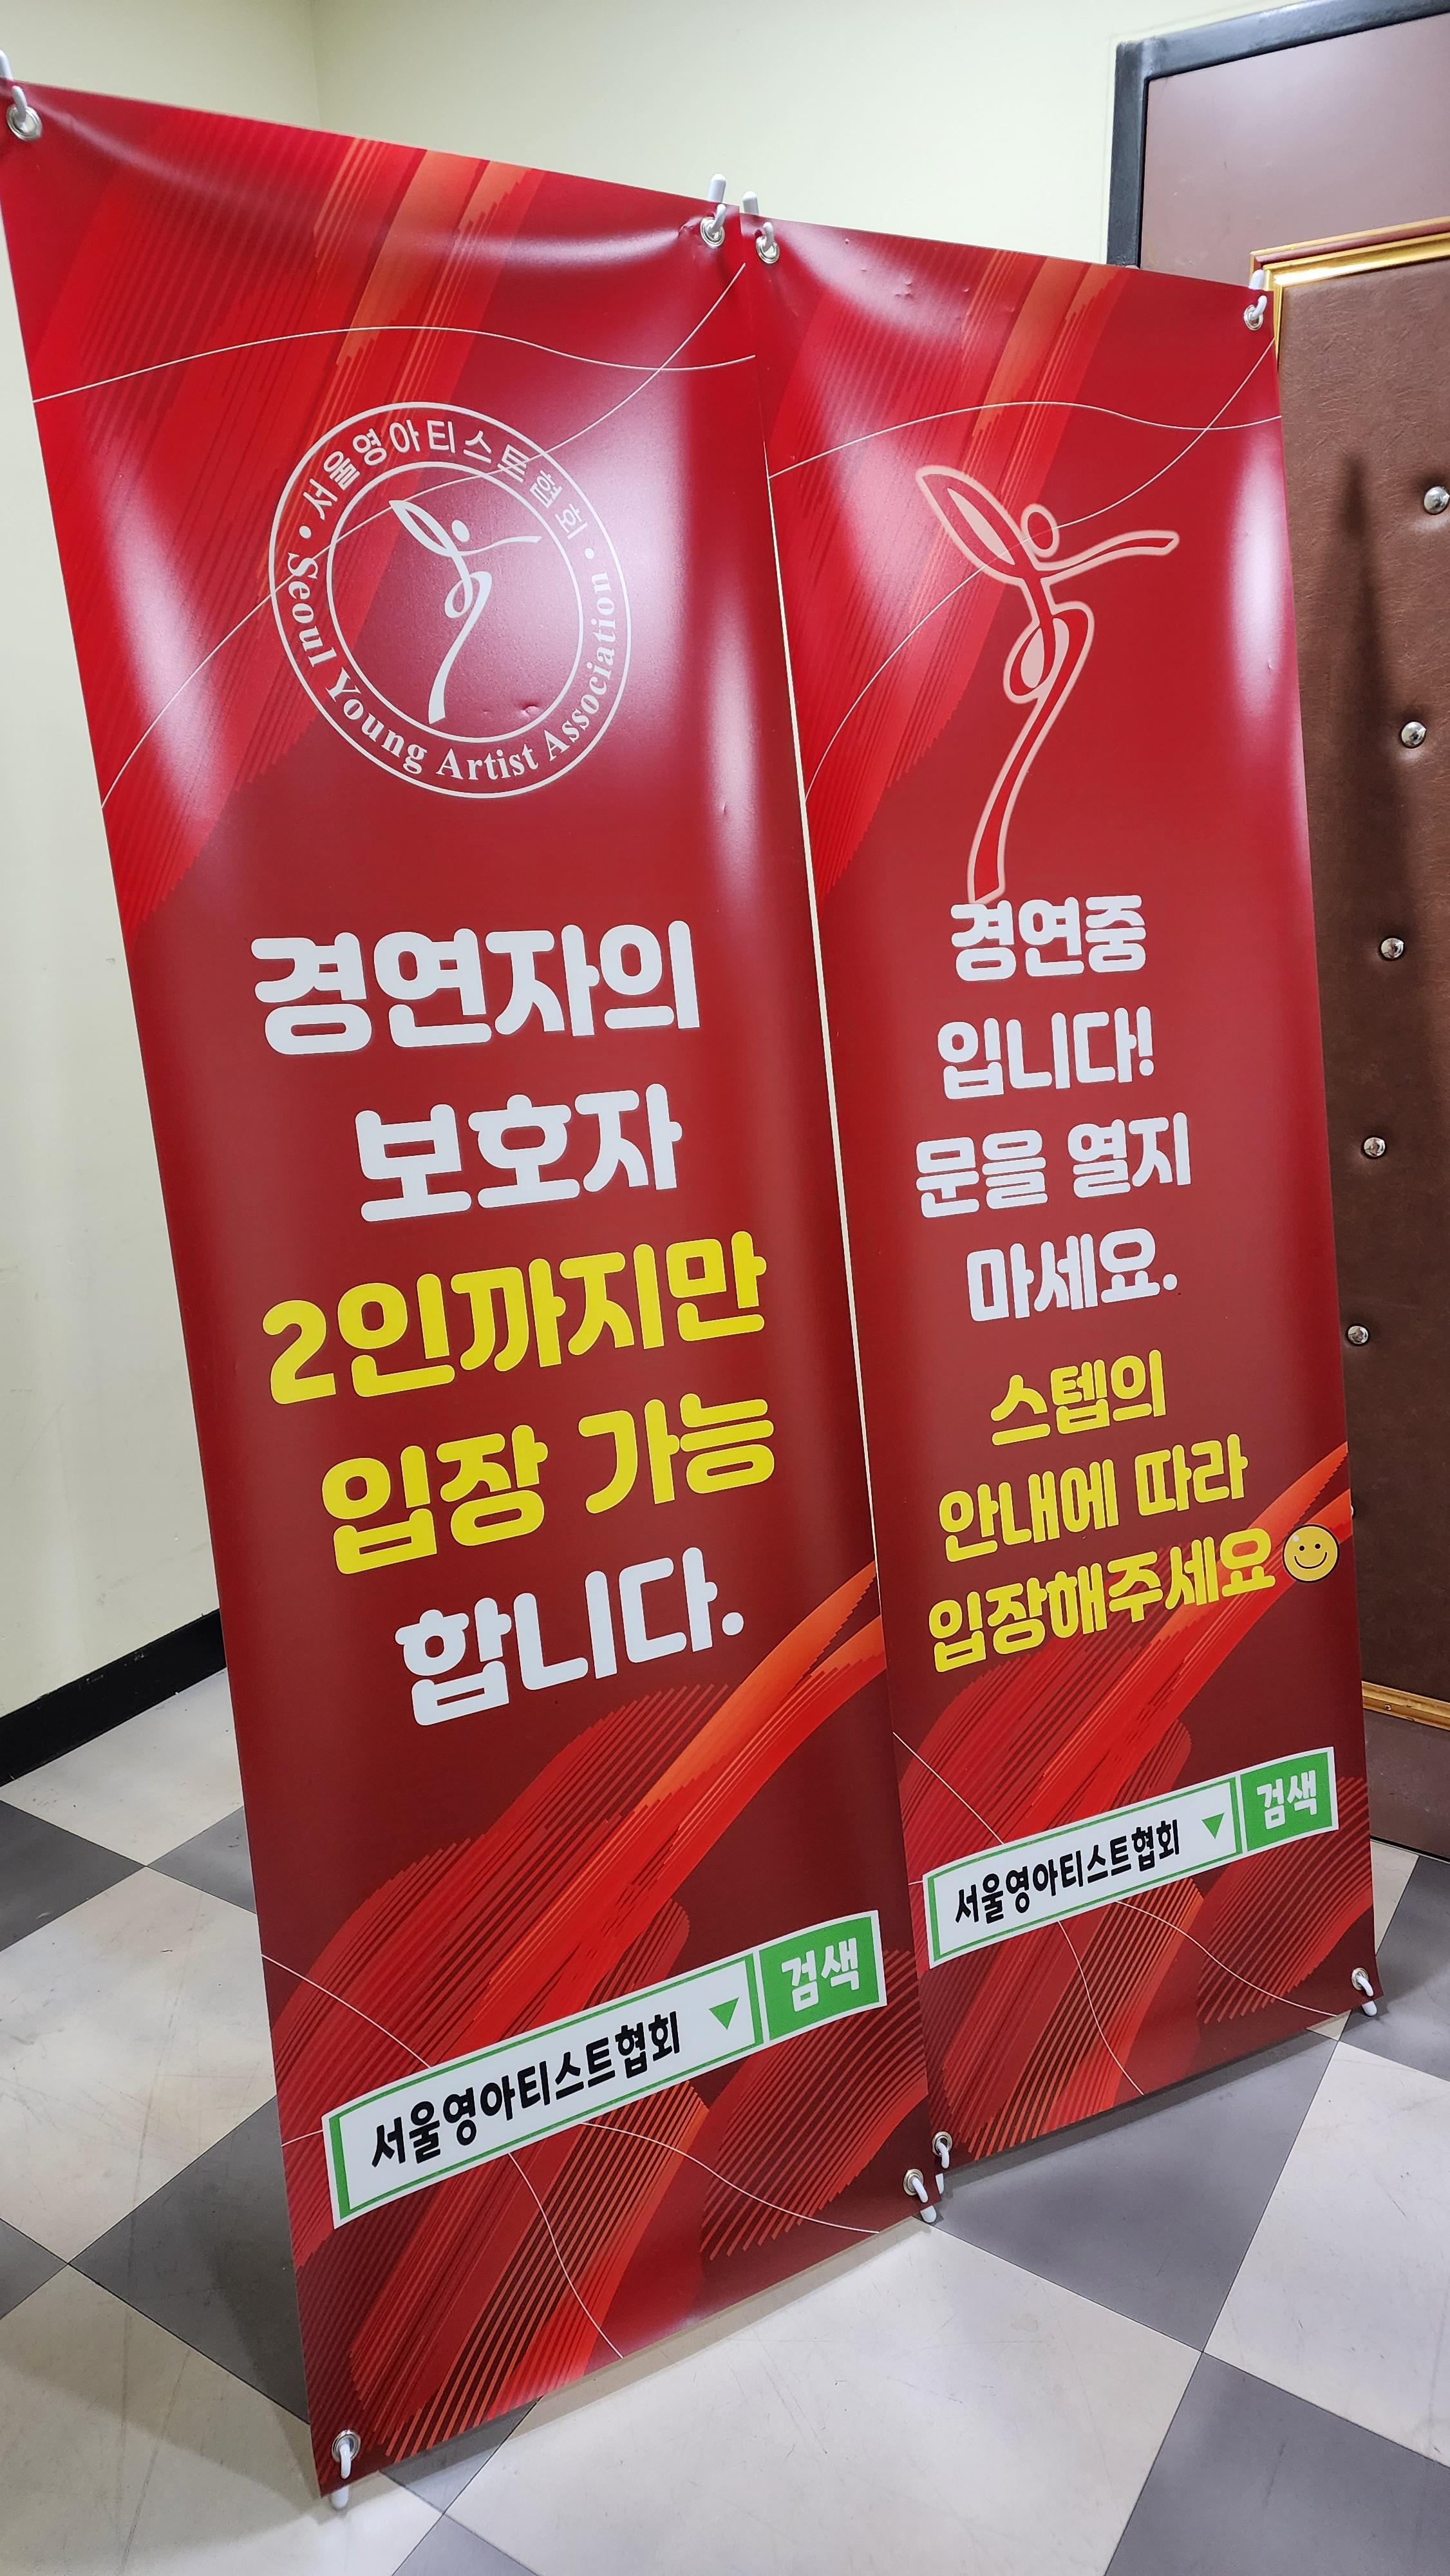 서울영아티스트협회
Seoul Young Artist Association
경연자의
보호자
2인까지만
입장 가능
합니다.
서울영아티스트협회 검색
경연중
입니다!
문을 열지
마세요.
스텝의
안내에 따라
입장해주세요
서울영아티스트협회 검색